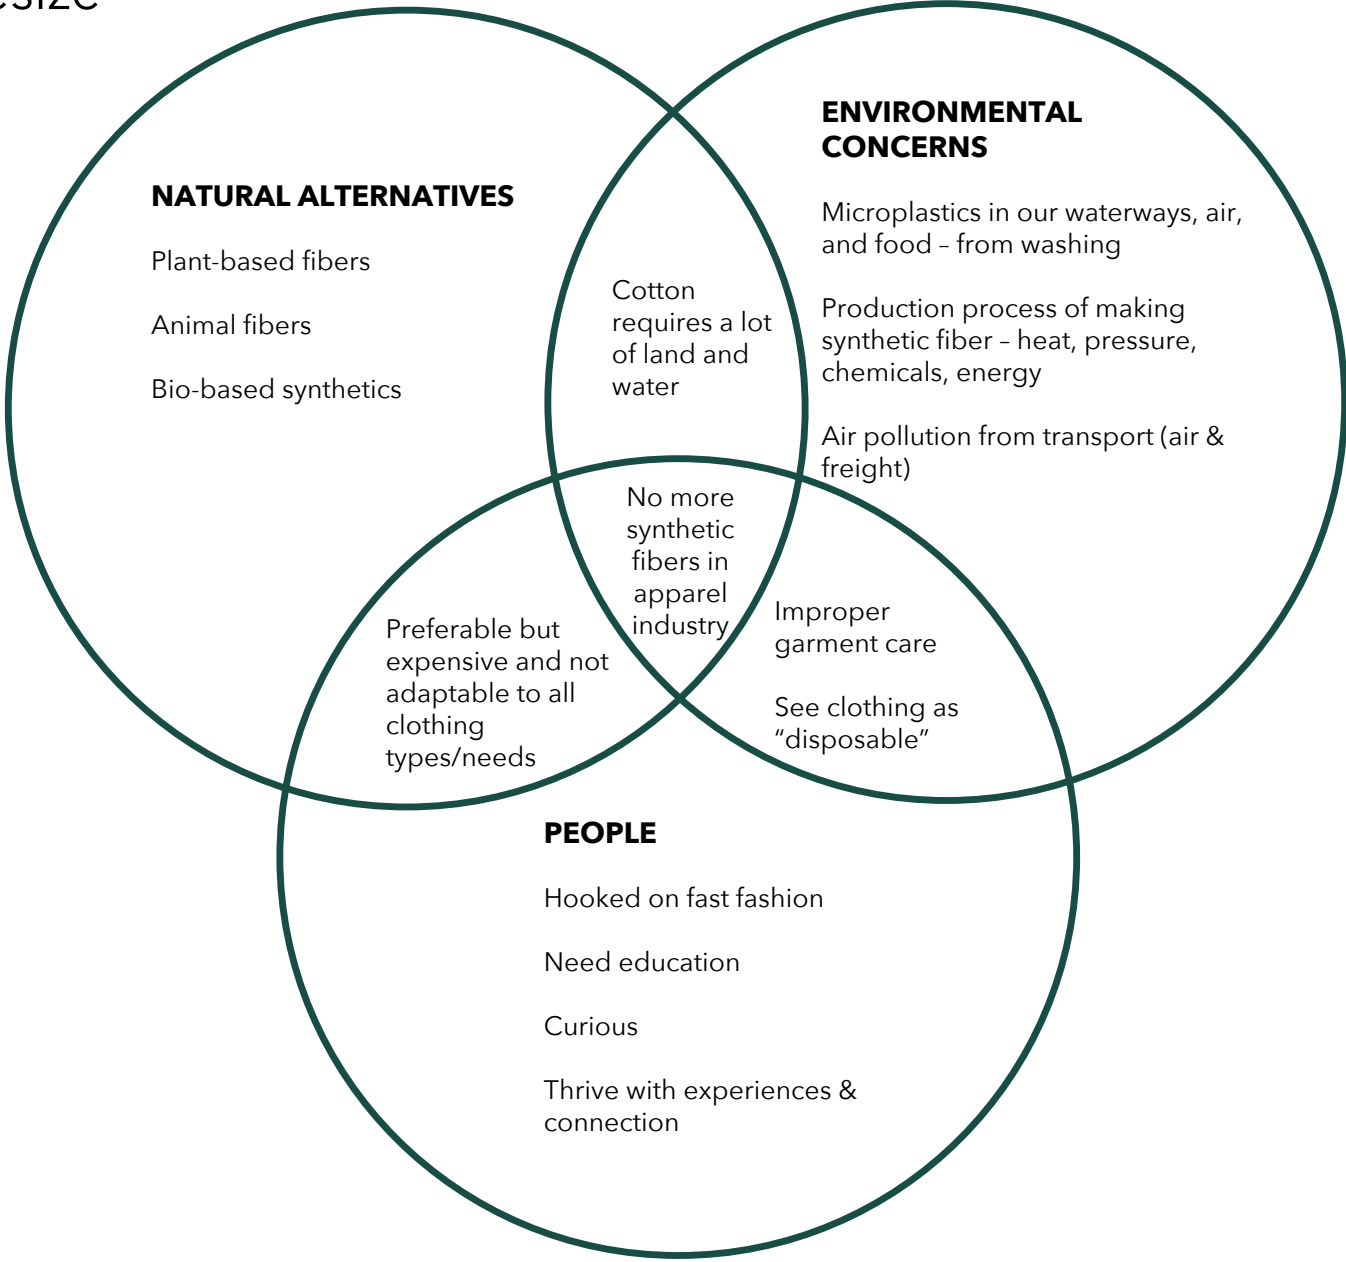 NATURAL ALTERNATIVES
Plant-based fibers
Animal fibers
Bio-based synthetics
ENVIRONMENTAL
CONCERNS
Microplastics in our waterways, air,
and food – from washing
Production process of making
synthetic fiber – heat, pressure,
chemicals, energy
Air pollution from transport (air &
freight)
Cotton
requires a lot
of land and
water
No more
synthetic
fibers in
apparel
industry
Preferable but
expensive and not
adaptable to all
clothing
types/needs
Improper
garment care
See clothing as
“disposable”
PEOPLE
Hooked on fast fashion
Need education
Curious
Thrive with experiences &
connection